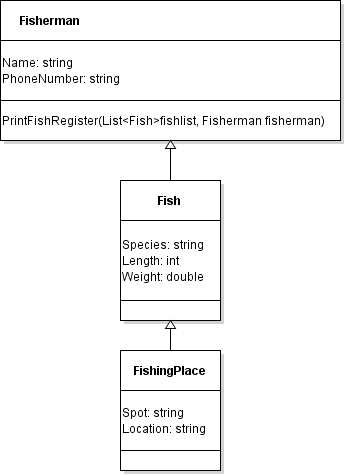 Fisherman
Name: string
PhoneNumber: string
PrintFishRegister(List<Fish>fishlist, Fisherman fisherman)
Fish
Species: string
Length: int
Weight: double
FishingPlace
Spot: string
Location: string